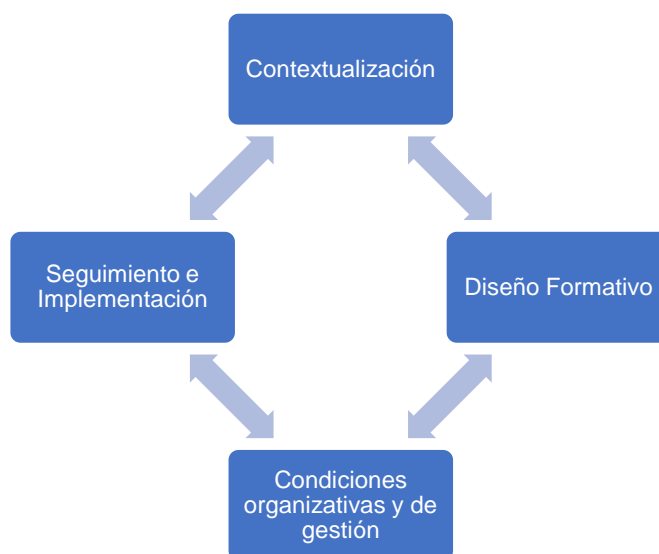 Contextualización
Seguimiento e
Implementación
Diseño Formativo
Condiciones
organizativas y de
gestión